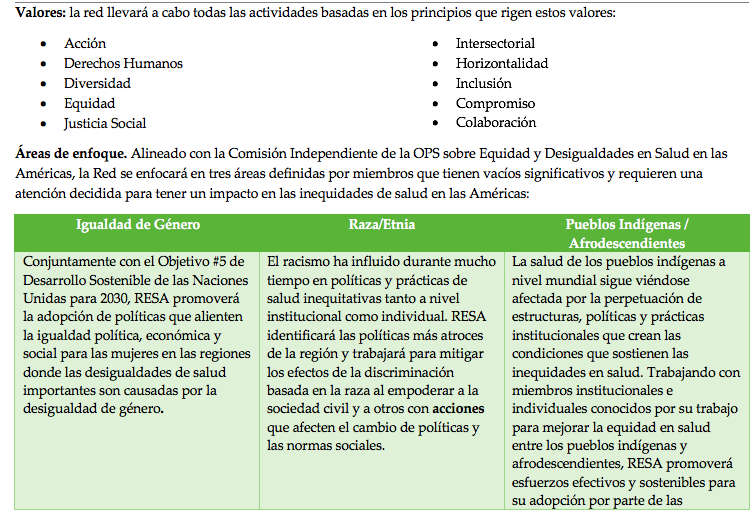 Valores: la red llevará a cabo todas las actividades basadas en los principios que rigen estos valores:
• Acción
• Derechos Humanos
• Diversidad
• Equidad
• Justicia Social
• Intersectorial
• Horizontalidad
• Inclusión
• Compromiso
• Colaboración
Áreas de enfoque. Alineado con la Comisión Independiente de la OPS sobre Equidad y Desigualdades en Salud en las
Américas, la Red se enfocará en tres áreas definidas por miembros que tienen vacíos significativos y requieren una
atención decidida para tener un impacto en las inequidades de salud en las Américas:
Igualdad de Género
Conjuntamente con el Objetivo #5 de
Desarrollo Sostenible de las Naciones
Unidas para 2030, RESA promoverá
la adopción de políticas que alienten
la igualdad política, económica y
social para las mujeres en las regiones
donde las desigualdades de salud
importantes son causadas por la
desigualdad de género.
Raza/Etnia
El racismo ha influido durante mucho
tiempo en políticas y prácticas de
salud inequitativas tanto a nivel
institucional como individual. RESA
identificará las políticas más atroces
de la región y trabajará para mitigar
los efectos de la discriminación
basada en la raza al empoderar a la
sociedad civil y a otros con acciones
que afecten el cambio de políticas y
las normas sociales.
Pueblos Indígenas /
Afrodescendientes
La salud de los pueblos indígenas a
nivel mundial sigue viéndose
afectada por la perpetuación de
estructuras, políticas y prácticas
institucionales que crean las
condiciones que sostienen las
inequidades en salud. Trabajando con
miembros institucionales e
individuales conocidos por su trabajo
para mejorar la equidad en salud
entre los pueblos indígenas y
afrodescendientes, RESA promoverá
esfuerzos efectivos y sostenibles para
su adopción por parte de las